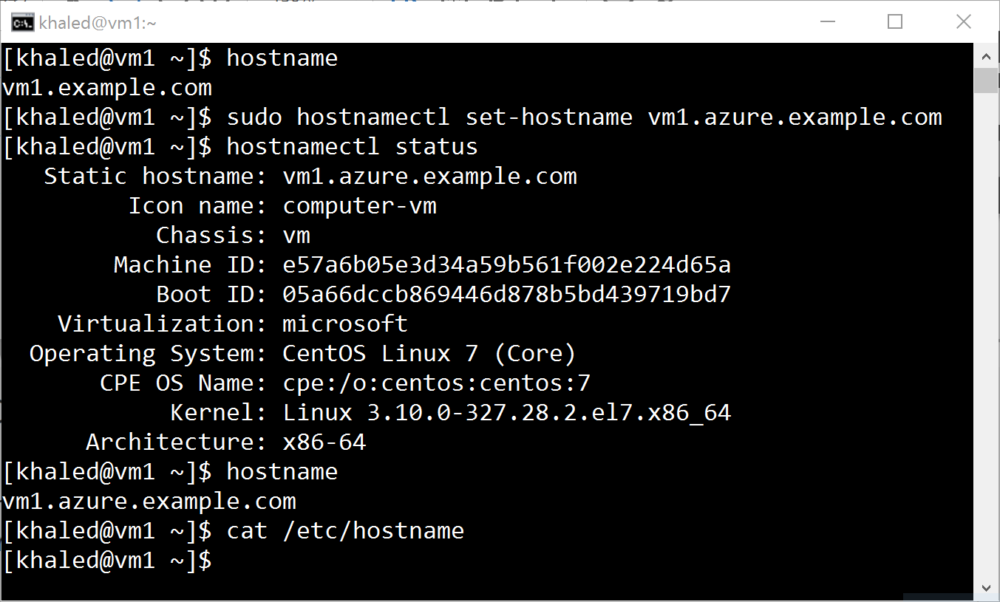 khaled@vm1:~
[khaled@vm1 ~]$ hostname
vm1.example.com
[khaled@vm1 ~]$ sudo hostnamectl set-hostname vm1.azure.example.com
[khaled@vm1 ~]$ hostnamectl status
   Static hostname: vm1.azure.example.com
         Icon name: computer-vm
           Chassis: vm
        Machine ID: e57a6b05e3d34a59b561f002e224d65a
           Boot ID: 05a66dccb869446d878b5bd439719bd7
    Virtualization: microsoft
  Operating System: CentOS Linux 7 (Core)
       CPE OS Name: cpe:/o:centos:centos:7
            Kernel: Linux 3.10.0-327.28.2.el7.x86_64
      Architecture: x86-64
[khaled@vm1 ~]$ hostname
vm1.azure.example.com
[khaled@vm1 ~]$ cat /etc/hostname
[khaled@vm1 ~]$